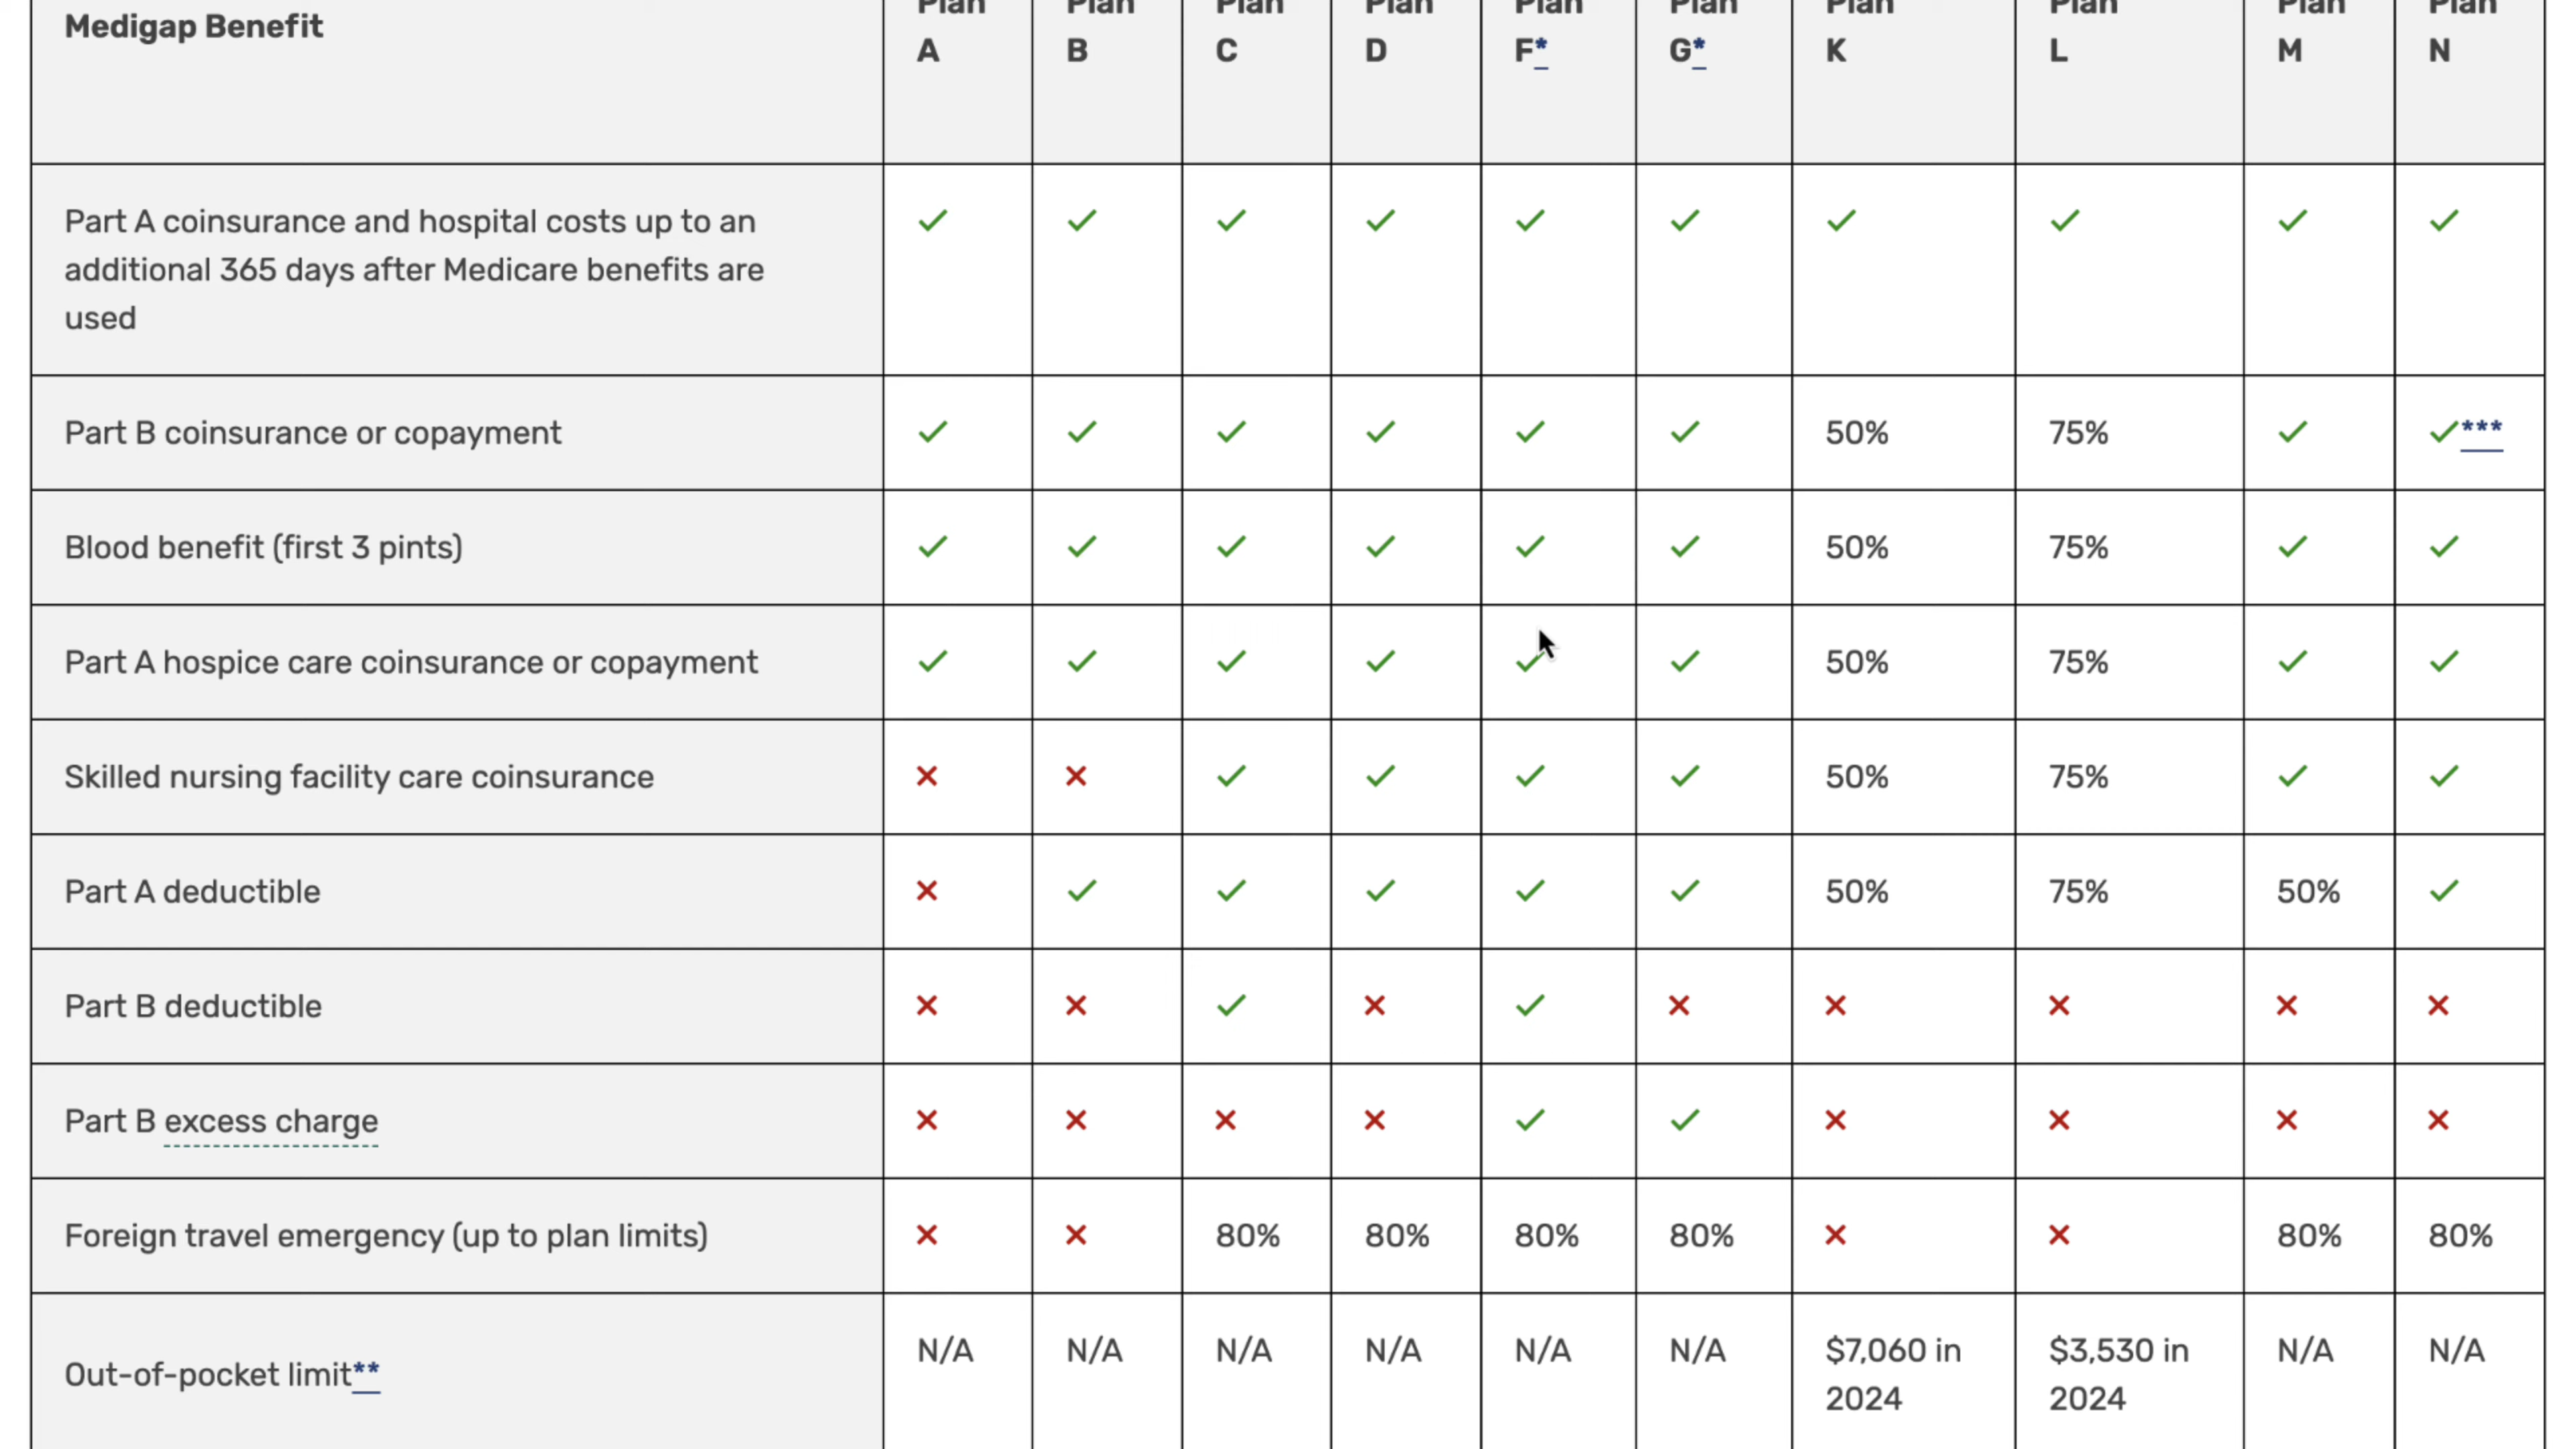 Medigap Benefit Plan A Plan B Plan C Plan D Plan F* Plan G* Plan K Plan L Plan M Plan N
Part A coinsurance and hospital costs up to an
additional 365 days after Medicare benefits are
used
Part B coinsurance or copayment 50% 75% ***
Blood benefit (first 3 pints) 50% 75%
Part A hospice care coinsurance or copayment 50% 75%
Skilled nursing facility care coinsurance 50% 75%
Part A deductible 50% 75% 50%
Part B deductible
Part B excess charge
Foreign travel emergency (up to plan limits) 80% 80% 80% 80% 80% 80%
Out-of-pocket limit** N/A N/A N/A N/A N/A N/A $7,060 in 2024 $3,530 in 2024 N/A N/A